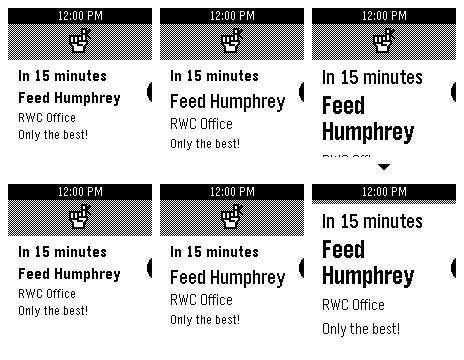 12:00 PM
In 15 minutes
Feed Humphrey
RWC Office
Only the best!
12:00 PM
In 15 minutes
Feed Humphrey
RWC Office
Only the best!
12:00 PM
In 15 minutes
Feed
Humphrey
12:00 PM
In 15 minutes
Feed Humphrey
RWC Office
Only the best!
12:00 PM
In 15 minutes
Feed Humphrey
RWC Office
Only the best!
12:00 PM
In 15 minutes
Feed
Humphrey
RWC Office
Only the best!